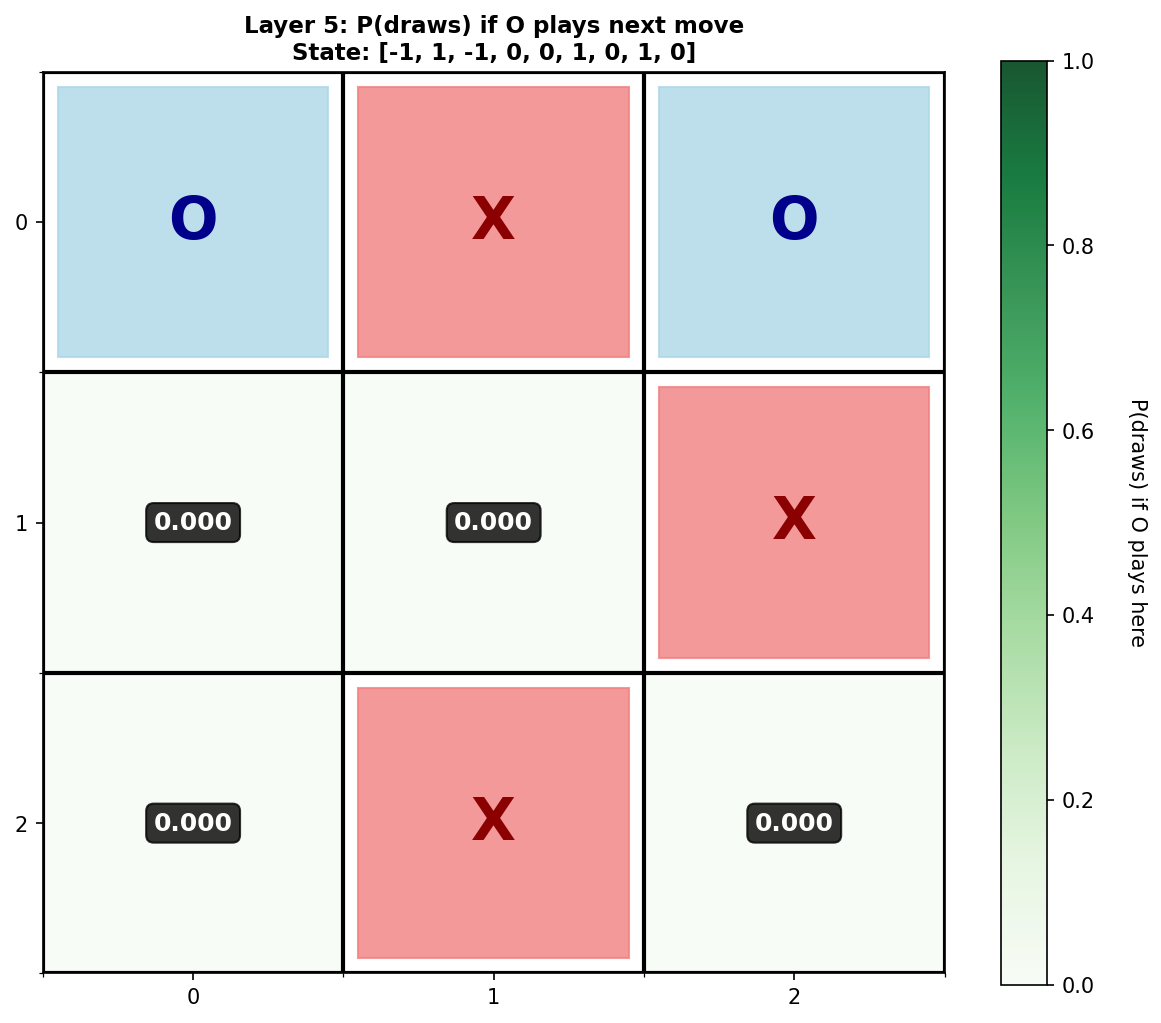 Layer 5: P(draws) if O plays next move
State: [-1, 1, -1, 0, 0, 1, 0, 1, 0]
1.0
0.8
0.6
0.4
0.2
0.0
P(draws) if O plays here
0
O
X
O
1
0.000
0.000
X
2
0.000
X
0.000
0
1
2